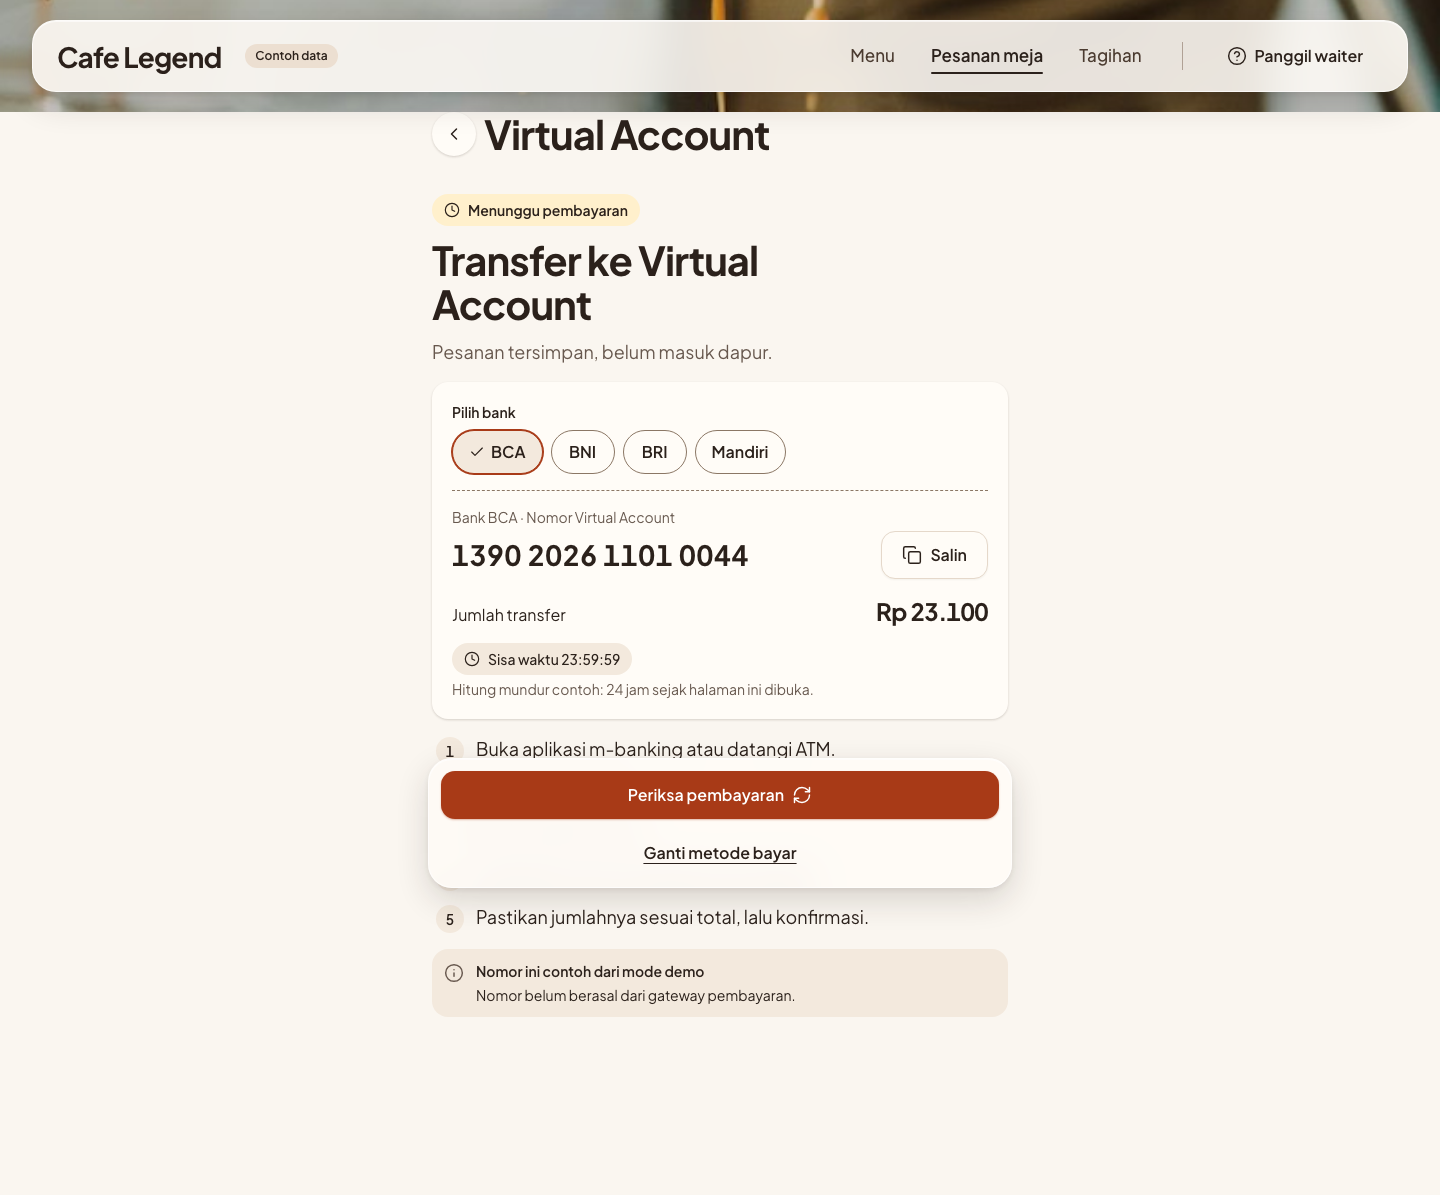 Cafe Legend
Contoh data
Menu
Pesanan meja
Tagihan
Panggil waiter
Virtual Account
Menunggu pembayaran
Transfer ke Virtual
Account
Pesanan tersimpan, belum masuk dapur.
Pilih bank
BCA
BNI
BRI
Mandiri
Bank BCA · Nomor Virtual Account
1390 2026 1101 0044
Salin
Jumlah transfer
Rp 23.100
Sisa waktu 23:59:59
Hitung mundur contoh: 24 jam sejak halaman ini dibuka.
1 Buka aplikasi m-banking atau datangi ATM.
Periksa pembayaran
Ganti metode bayar
5 Pastikan jumlahnya sesuai total, lalu konfirmasi.
Nomor ini contoh dari mode demo
Nomor belum berasal dari gateway pembayaran.